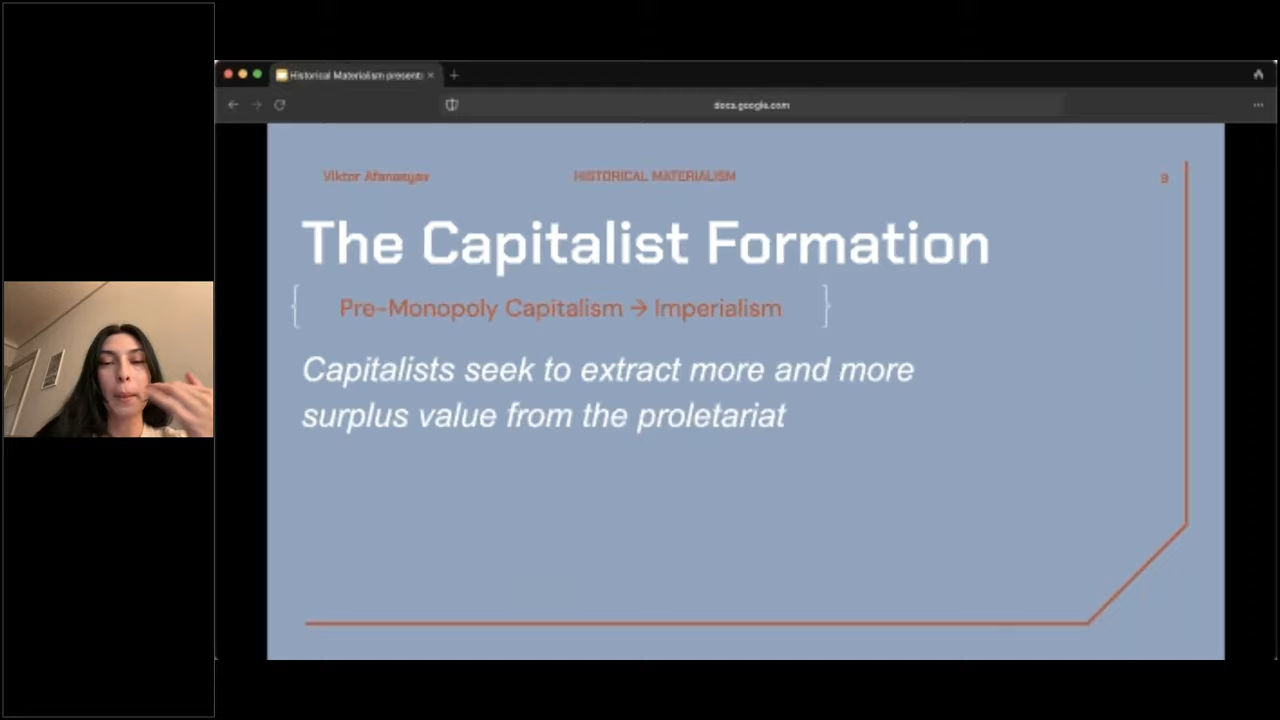 Historical Materialism present
docs.google.com
Viktor Afanasyav
HISTORICAL MATERIALISM
9
The Capitalist Formation
Pre-Monopoly Capitalism → Imperialism
Capitalists seek to extract more and more
surplus value from the proletariat